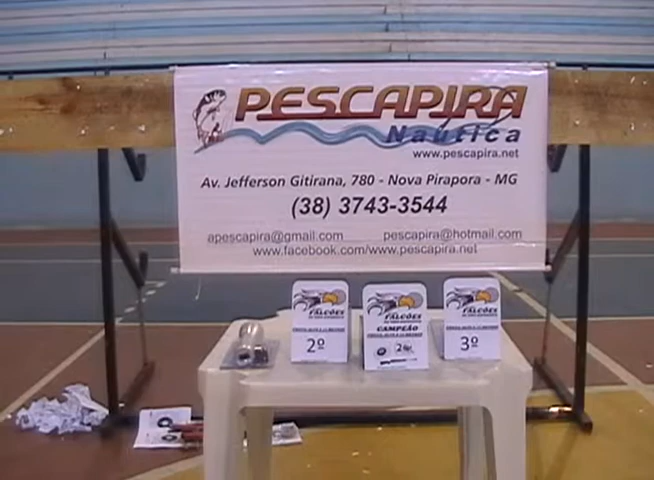 PESCAPIRA
Náutica
www.pescapira.net
Av. Jefferson Gitirana, 780 - Nova Pirapora - MG
(38) 3743-3544
apescapira@gmail.com
pescapira@hotmail.com
www.facebook.com/www.pescapira.net
FALCÕES
2º
FALCÕES
CAMPEÃO
FALCÕES
3º